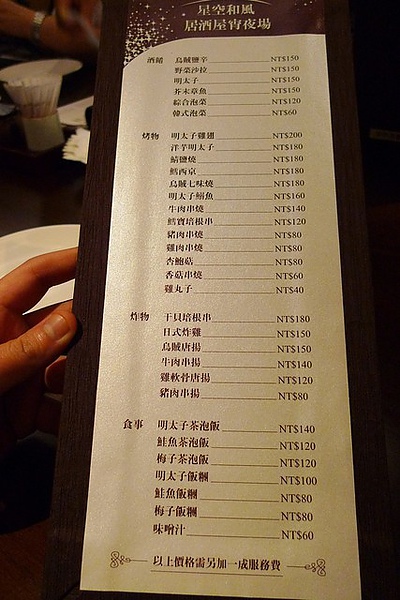 星空和風
居酒屋宵夜場
酒餚 烏賊鹽辛 NT$150
野菜沙拉 NT$150
明太子 NT$150
芥末章魚 NT$150
綜合泡菜 NT$120
韓式泡菜 NT$60
烤物 明太子雞翅 NT$200
洋芋明太子 NT$180
鯖鹽燒 NT$180
鱈西京 NT$180
烏賊七味燒 NT$180
明太子鰯魚 NT$160
牛肉串燒 NT$140
鱈寶培根串 NT$120
豬肉串燒 NT$80
雞肉串燒 NT$80
杏鮑菇 NT$80
香菇串燒 NT$60
雞丸子 NT$40
炸物 干貝培根串 NT$180
日式炸雞 NT$150
烏賊唐揚 NT$150
牛肉串揚 NT$140
雞軟骨唐揚 NT$120
豬肉串揚 NT$80
食事 明太子茶泡飯 NT$140
鮭魚茶泡飯 NT$120
梅子茶泡飯 NT$120
明太子飯糰 NT$100
鮭魚飯糰 NT$80
梅子飯糰 NT$80
味噌汁 NT$60
以上價格需另加一成服務費